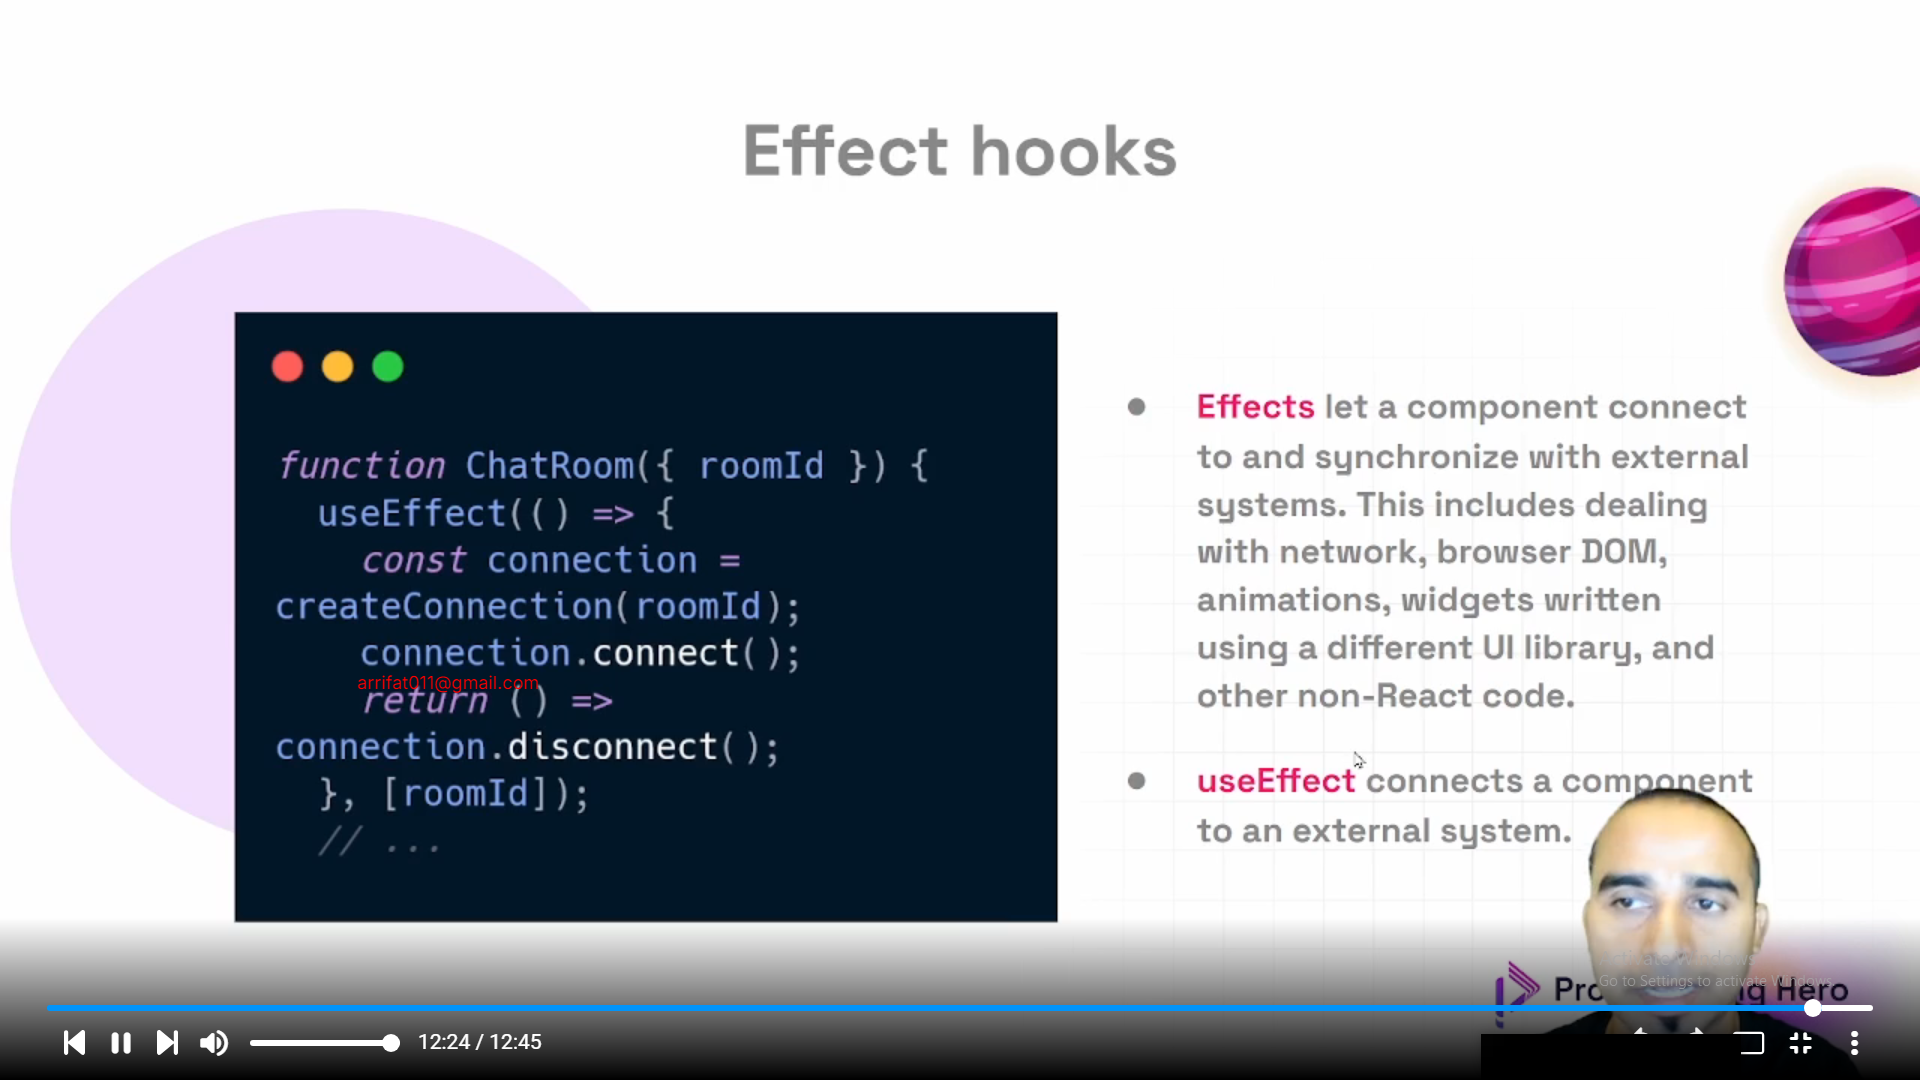 Effect hooks
function ChatRoom({ roomId }) {
useEffect(() => {
const connection =
createConnection(roomId);
connection.connect();
arrifat011@gmail.com
return () =>
connection.disconnect();
}, [roomId]);
// ...
Effects let a component connect
to and synchronize with external
systems. This includes dealing
with network, browser DOM,
animations, widgets written
using a different UI library, and
other non-React code.
useEffect connects a component
to an external system.
Activate Windows
Go to Settings to activate Windows.
Hero
12:24 / 12:45